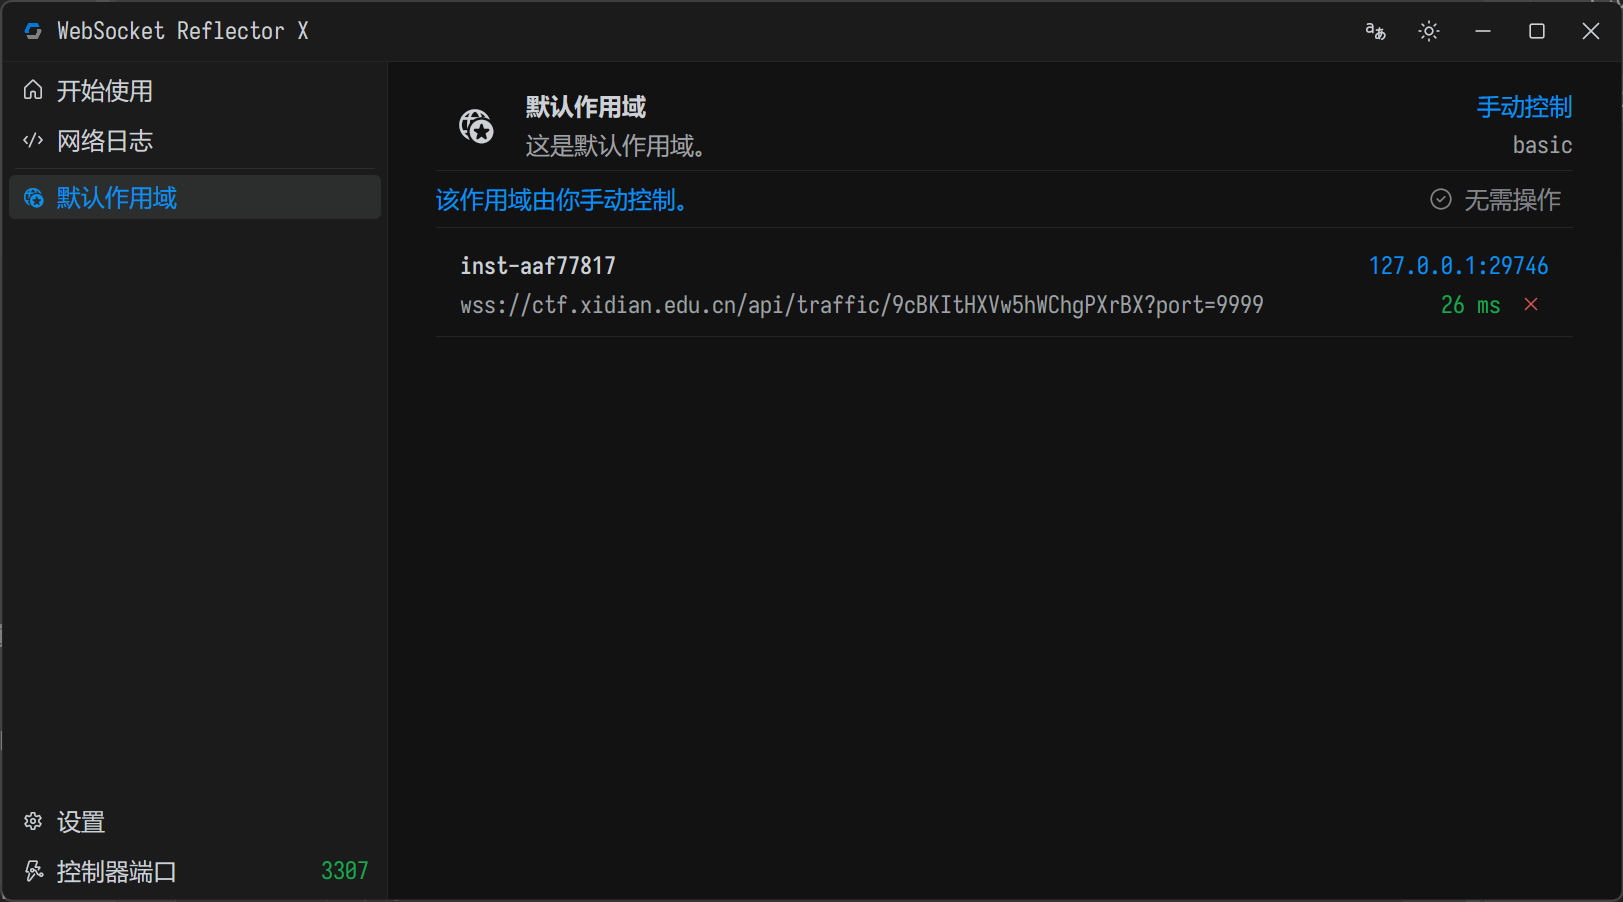 WebSocket Reflector X
开始使用
网络日志
默认作用域
设置
控制器端口 3307
默认作用域 手动控制
这是默认作用域。 basic
该作用域由你手动控制。 无需操作
inst-aaf77817 127.0.0.1:29746
wss://ctf.xidian.edu.cn/api/traffic/9cBKItHXVw5hWChgPXrBX?port=9999 26 ms